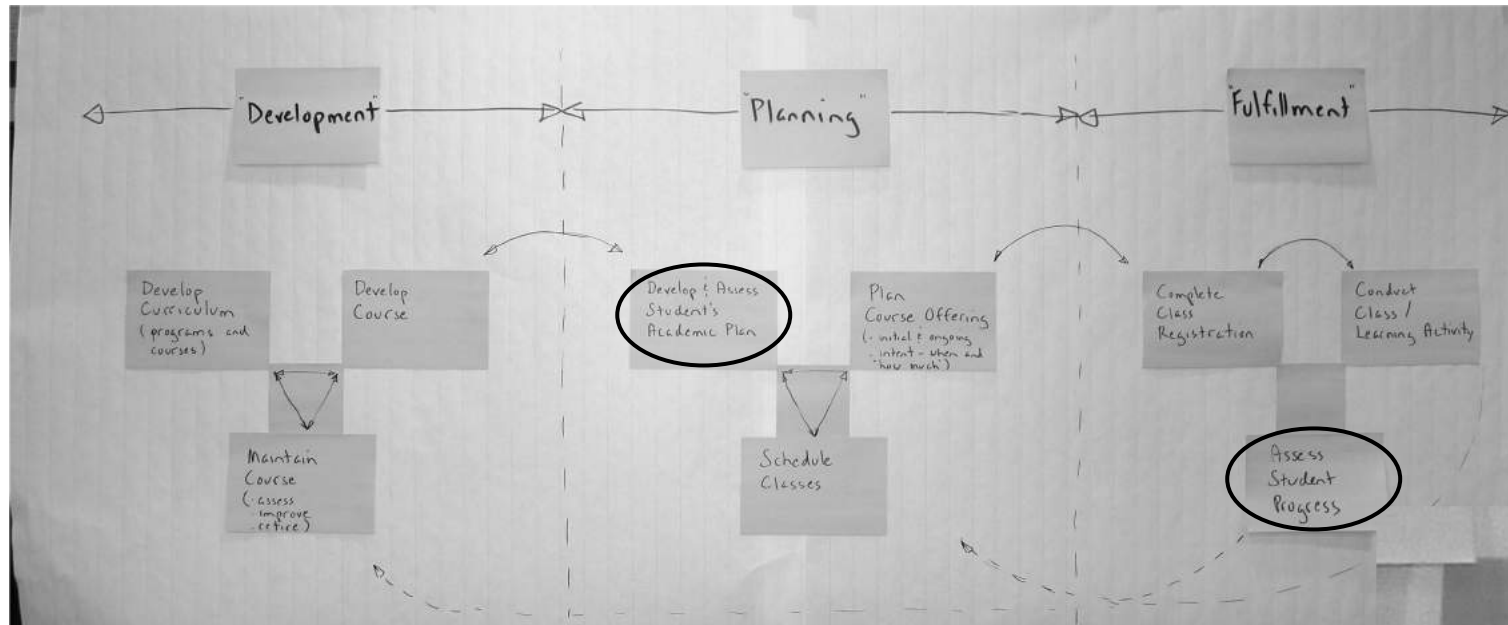 "Development"
"Planning"
"Fulfillment"
Develop
Curriculum
(programs and
courses)
Develop
Course
Maintain
Course
(· assess
· improve
· retire)
Develop & Assess
Student's
Academic Plan
Plan
Course Offering
(· initial & ongoing
· intent - when and
"how much")
Schedule
Classes
Complete
Class
Registration
Conduct
Class /
Learning Activity
Assess
Student
Progress